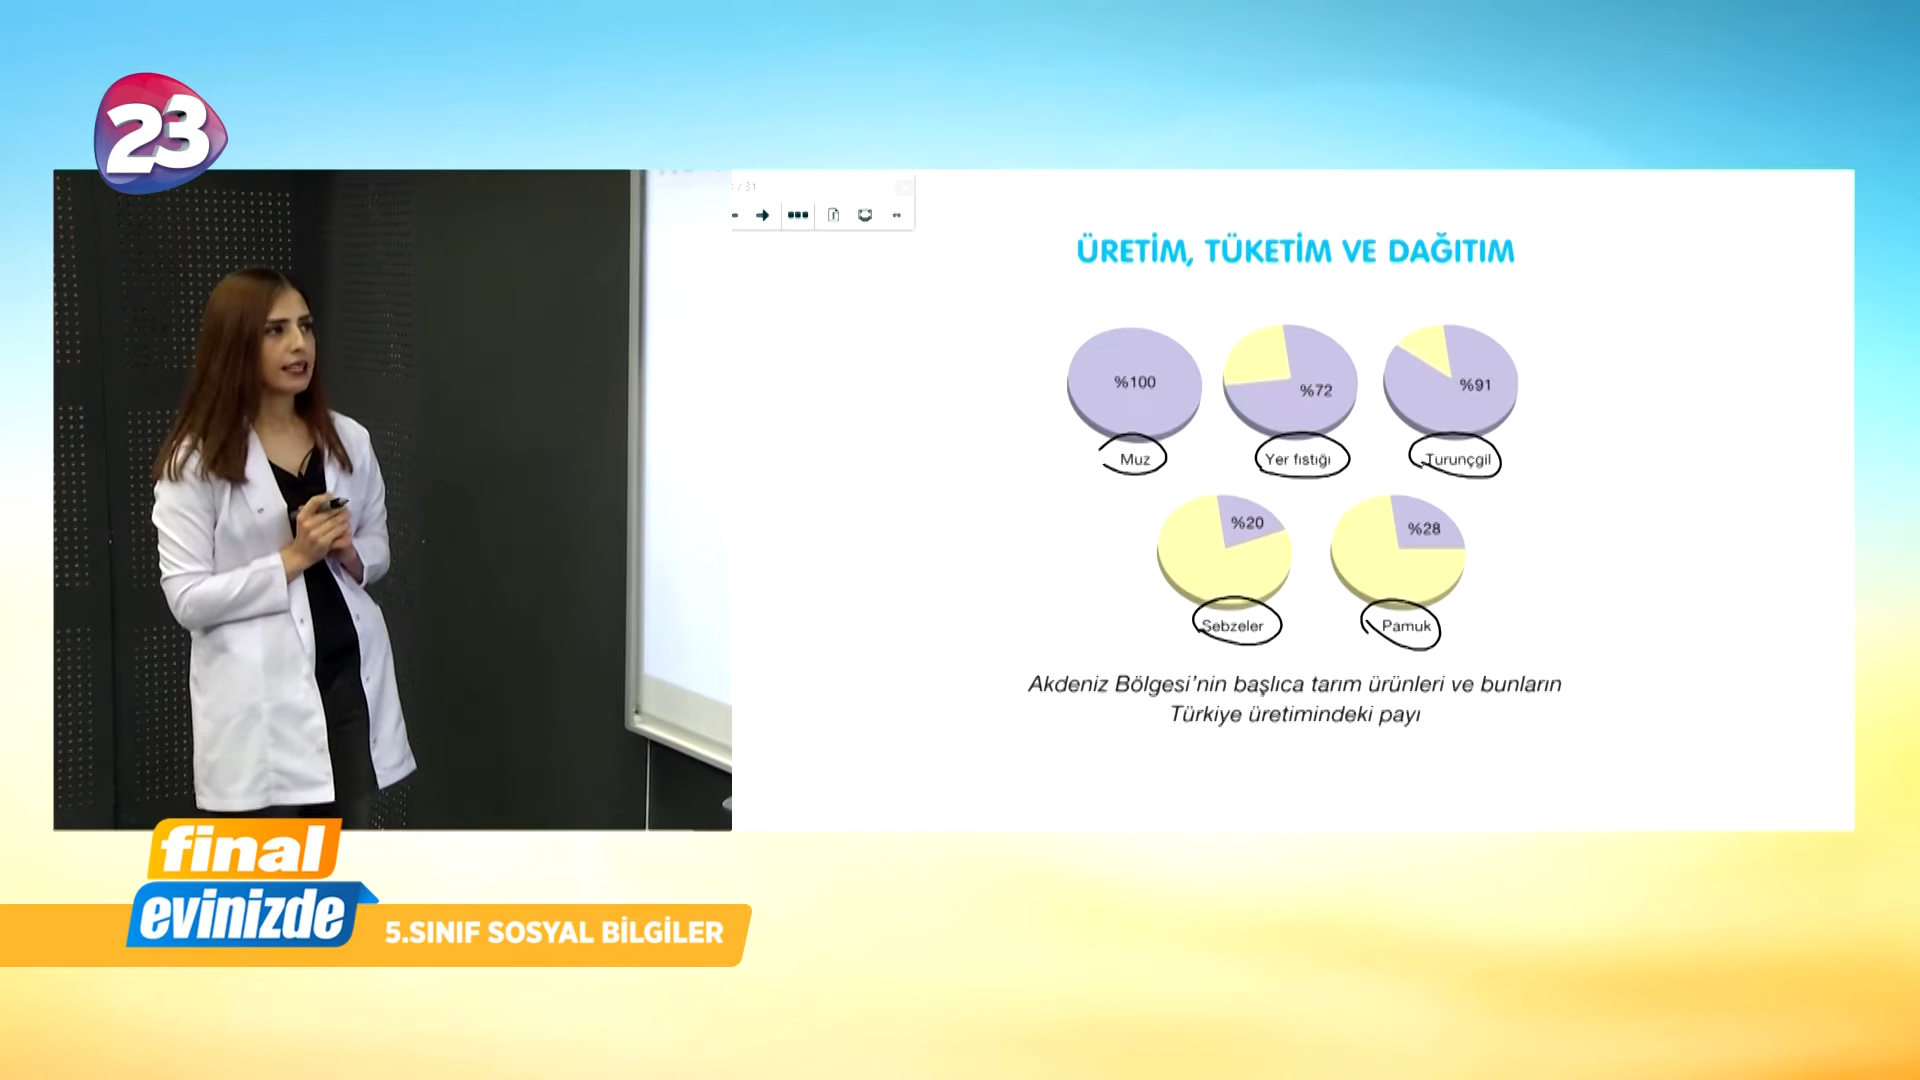 23
/ 31
ÜRETİM, TÜKETİM VE DAĞITIM
%100
%72
%91
Muz
Yer fıstığı
Turunçgil
%20
%28
Sebzeler
Pamuk
Akdeniz Bölgesi'nin başlıca tarım ürünleri ve bunların
Türkiye üretimindeki payı
final
evinizde
5.SINIF SOSYAL BİLGİLER